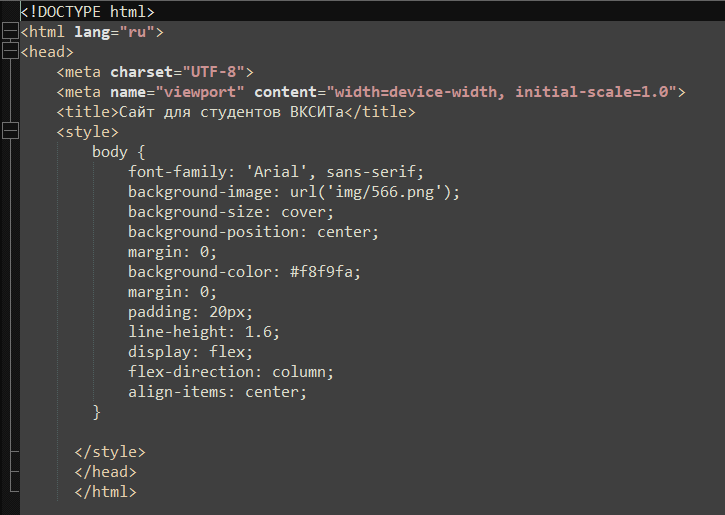 <!DOCTYPE html>
<html lang="ru">
<head>
    <meta charset="UTF-8">
    <meta name="viewport" content="width=device-width, initial-scale=1.0">
    <title>Сайт для студентов ВКСИТа</title>
    <style>
        body {
            font-family: 'Arial', sans-serif;
            background-image: url('img/566.png');
            background-size: cover;
            background-position: center;
            margin: 0;
            background-color: #f8f9fa;
            margin: 0;
            padding: 20px;
            line-height: 1.6;
            display: flex;
            flex-direction: column;
            align-items: center;
        }

      </style>
      </head>
      </html>